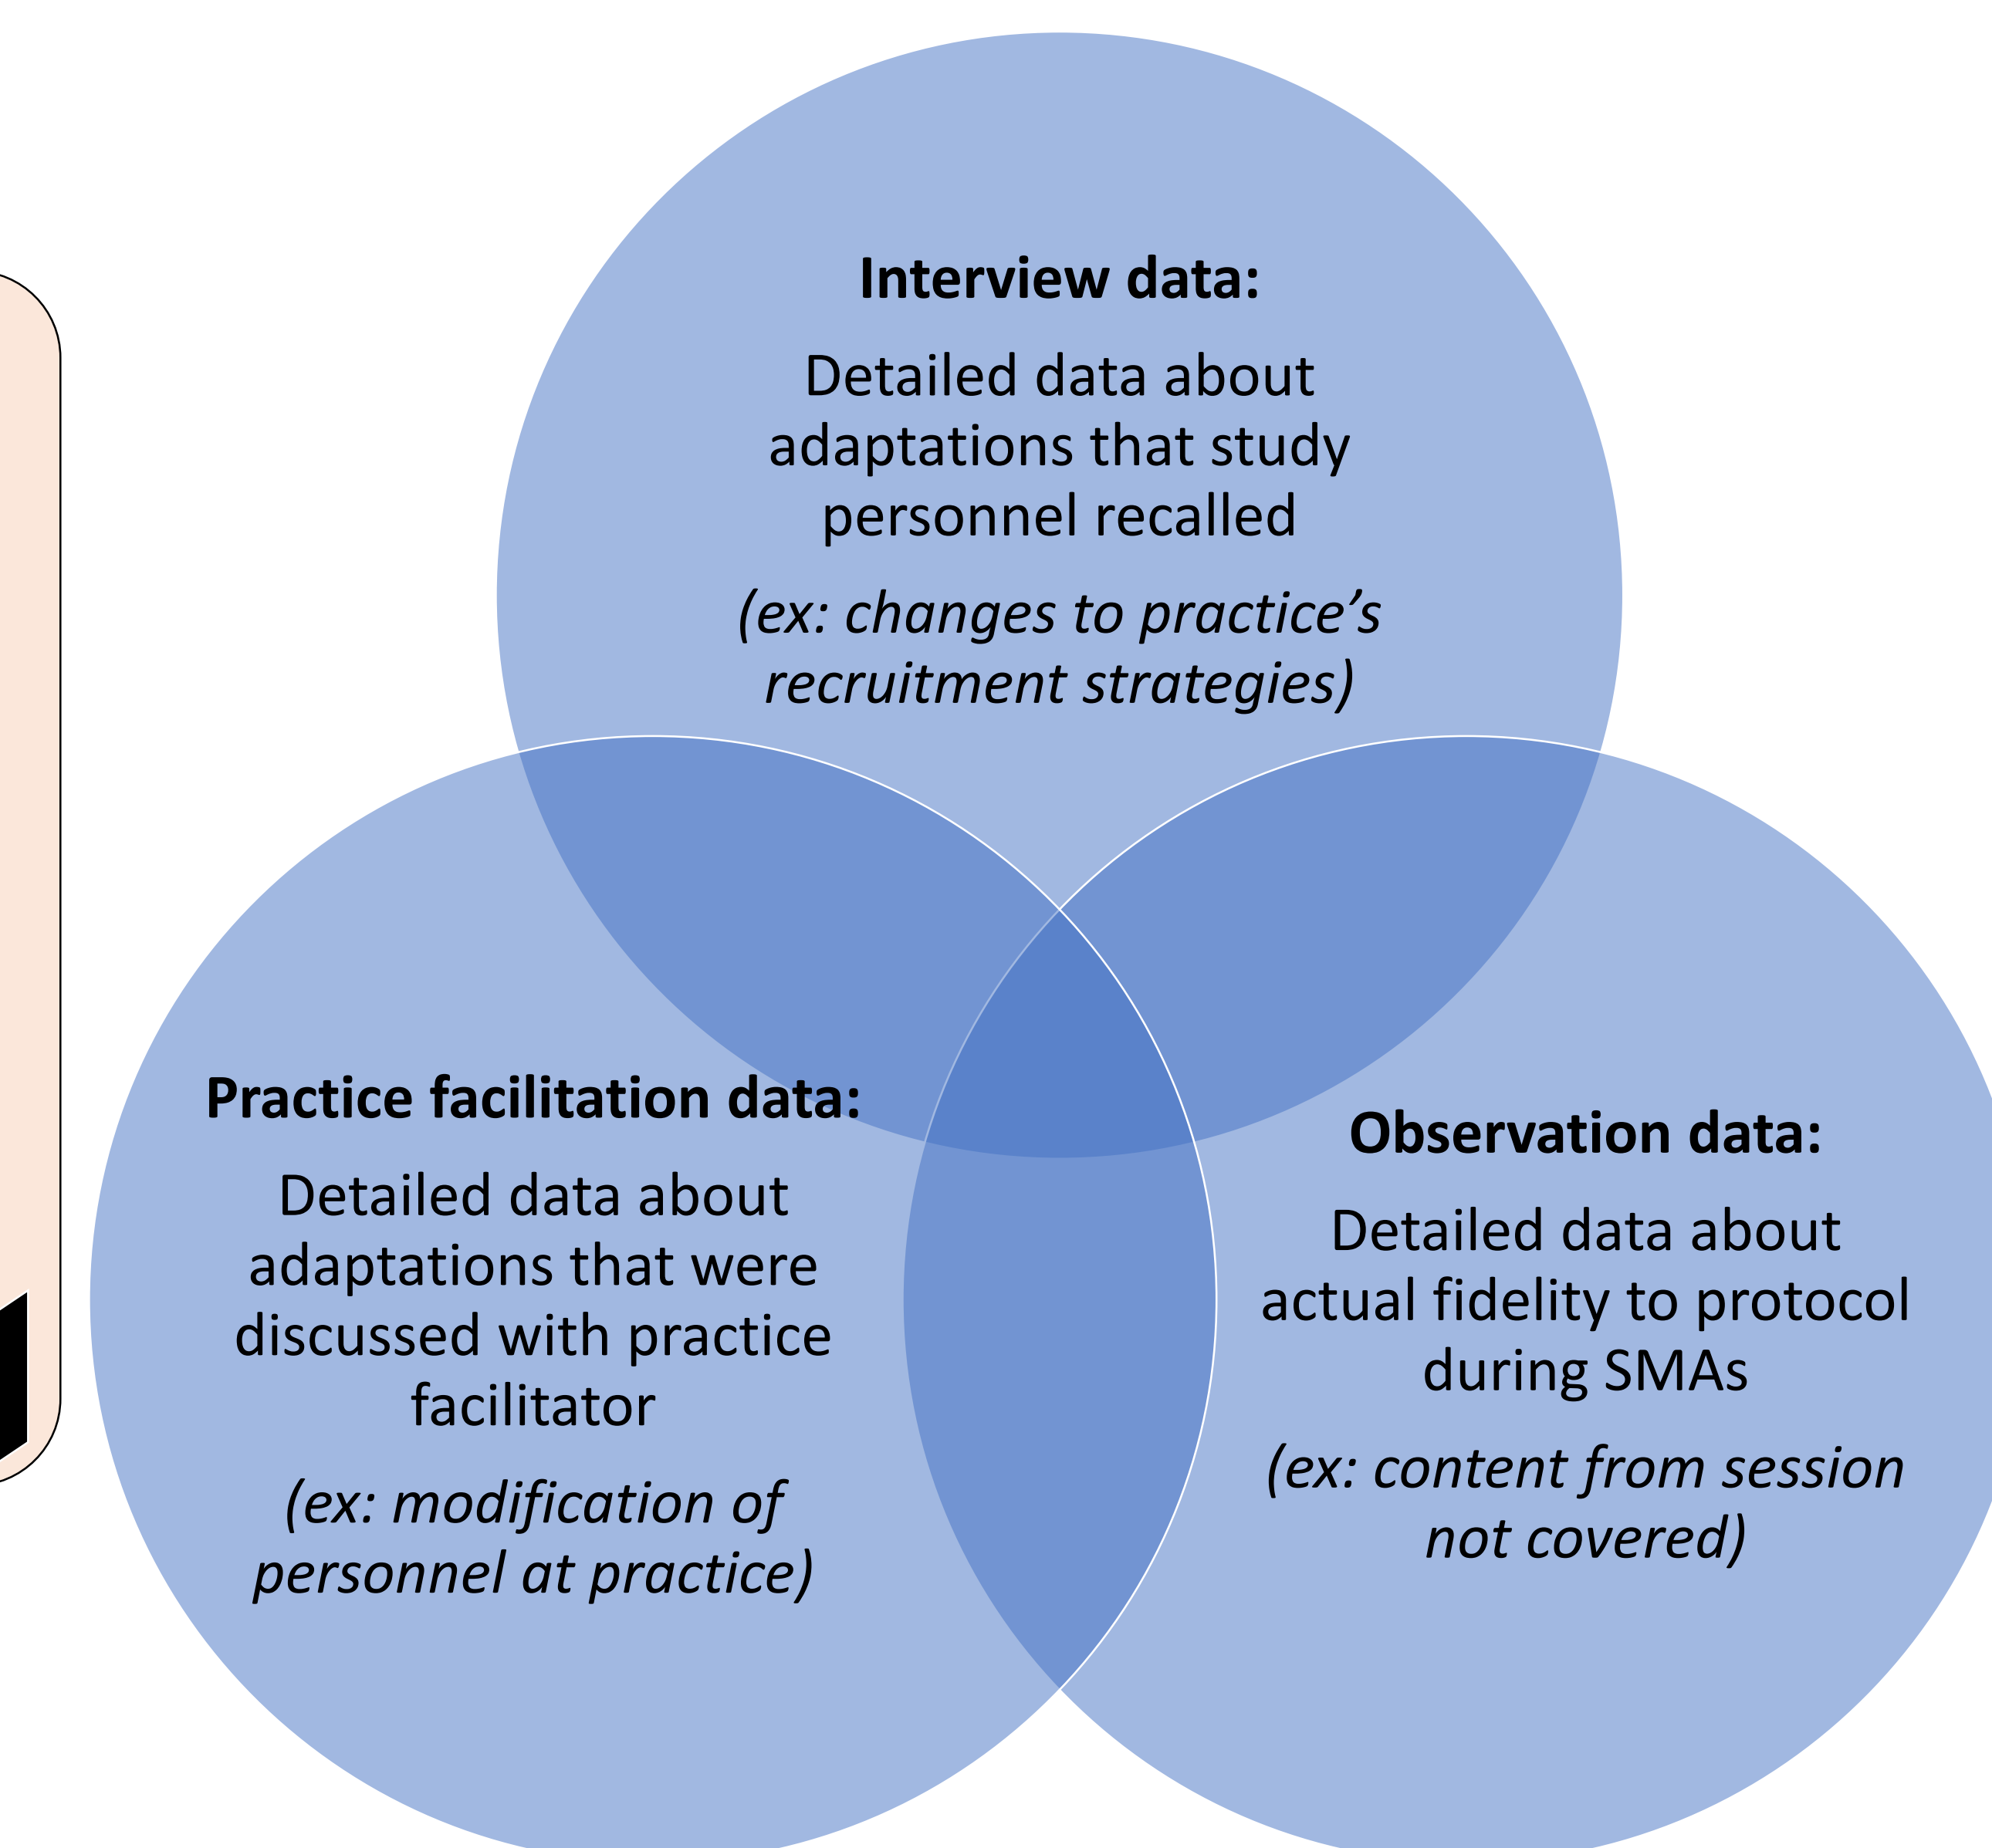 Interview data:
Detailed data about
adaptations that study
personnel recalled
(ex: changes to practice’s
recruitment strategies)
Practice facilitation data:
Detailed data about
adaptations that were
discussed with practice
facilitator
(ex: modification of
personnel at practice)
Observation data:
Detailed data about
actual fidelity to protocol
during SMAs
(ex: content from session
not covered)